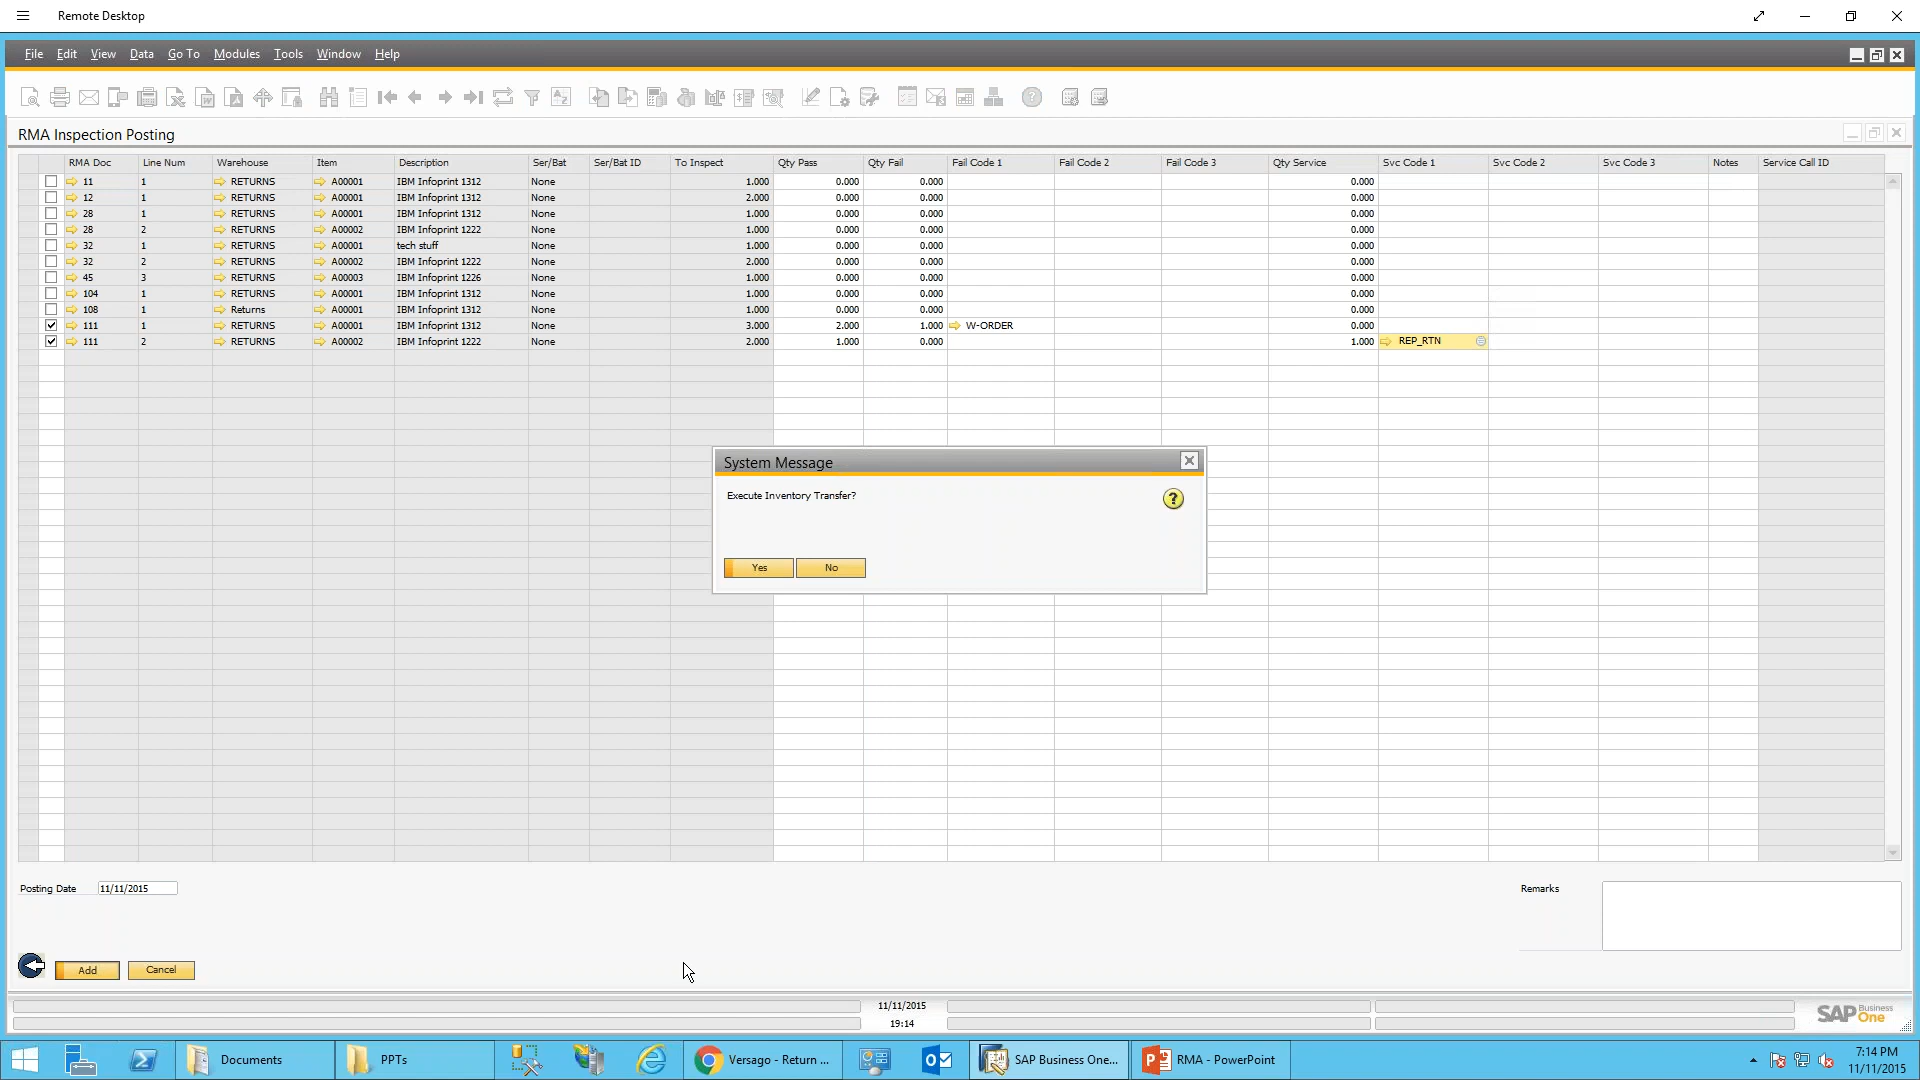 Remote Desktop
File Edit View Data Go To Modules Tools Window Help
RMA Inspection Posting
RMA Doc Line Num Warehouse Item Description Ser/Bat Ser/Bat ID To Inspect Qty Pass Qty Fail Fail Code 1 Fail Code 2 Fail Code 3 Qty Service Svc Code 1 Svc Code 2 Svc Code 3 Notes Service Call ID
11 1 RETURNS A00001 IBM Infoprint 1312 None 1.000 0.000 0.000 0.000
12 1 RETURNS A00001 IBM Infoprint 1312 None 2.000 0.000 0.000 0.000
28 1 RETURNS A00001 IBM Infoprint 1312 None 1.000 0.000 0.000 0.000
28 2 RETURNS A00002 IBM Infoprint 1222 None 1.000 0.000 0.000 0.000
32 1 RETURNS A00001 tech stuff None 1.000 0.000 0.000 0.000
32 2 RETURNS A00002 IBM Infoprint 1222 None 2.000 0.000 0.000 0.000
45 3 RETURNS A00003 IBM Infoprint 1226 None 1.000 0.000 0.000 0.000
104 1 RETURNS A00001 IBM Infoprint 1312 None 1.000 0.000 0.000 0.000
108 1 Returns A00001 IBM Infoprint 1312 None 1.000 0.000 0.000 0.000
111 1 RETURNS A00001 IBM Infoprint 1312 None 3.000 2.000 1.000 W-ORDER 0.000
111 2 RETURNS A00002 IBM Infoprint 1222 None 2.000 1.000 0.000 1.000 REP_RTN
System Message
Execute Inventory Transfer?
Yes No
Posting Date 11/11/2015
Remarks
Add Cancel
11/11/2015
19:14
SAP Business One
Documents PPTs Versago - Return ... SAP Business One... RMA - PowerPoint
7:14 PM
11/11/2015